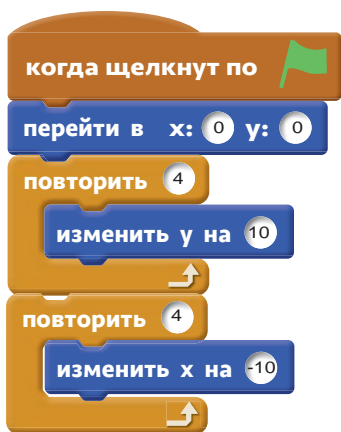 когда щелкнут по
перейти в x: 0 y: 0
повторить 4
изменить y на 10
повторить 4
изменить x на -10